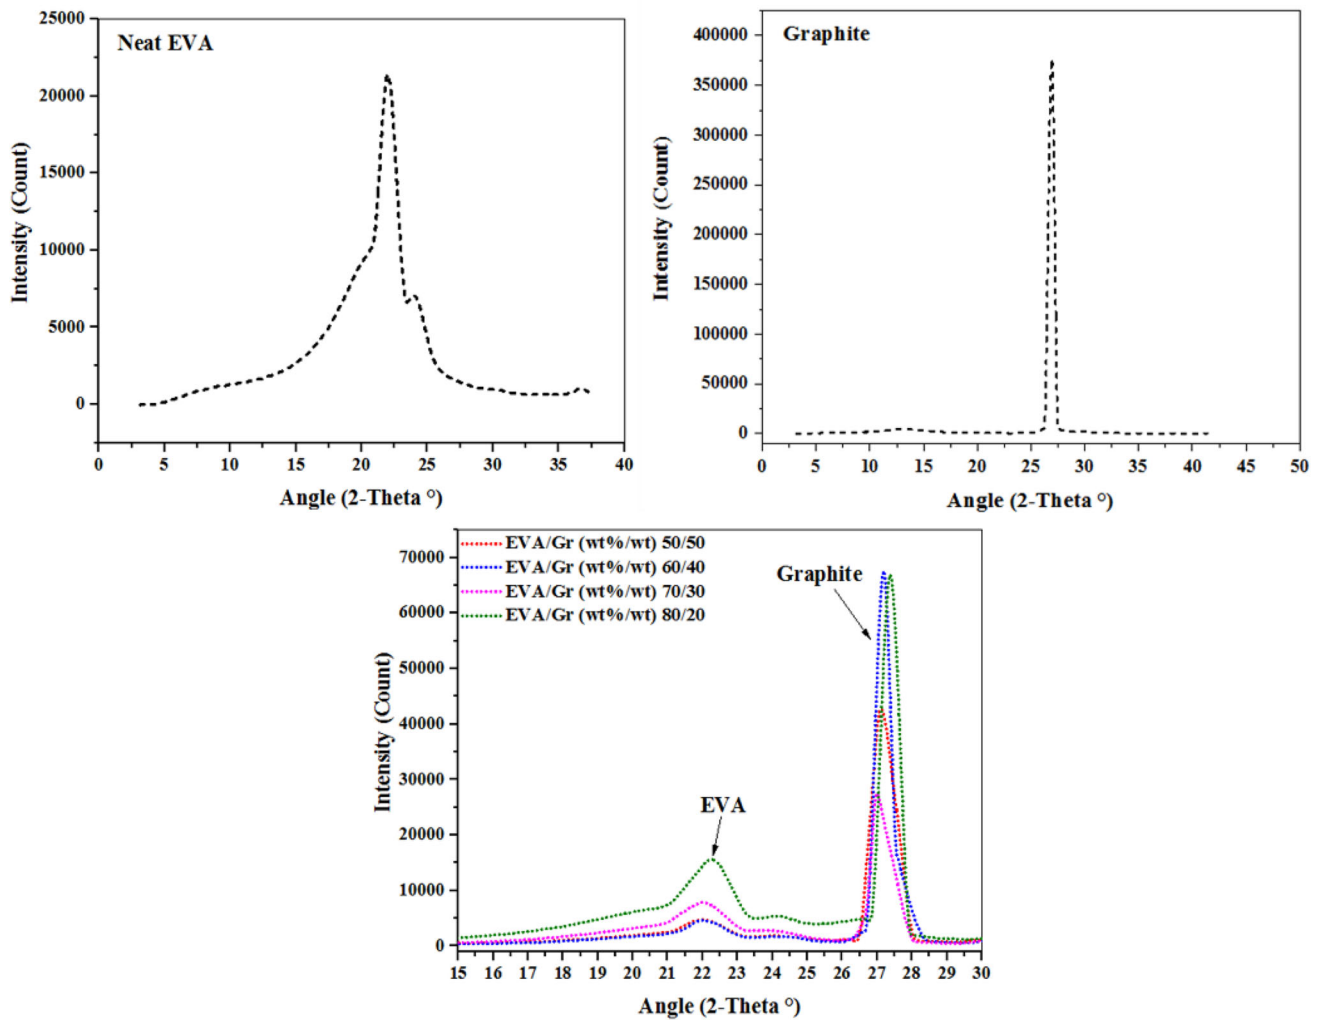 Neat EVA
25000
20000
15000
10000
5000
0
Intensity (Count)
0 5 10 15 20 25 30 35 40
Angle (2-Theta °)
Graphite
400000
350000
300000
250000
200000
150000
100000
50000
0
Intensity (Count)
0 5 10 15 20 25 30 35 40 45 50
Angle (2-Theta °)
EVA/Gr (wt%/wt) 50/50
EVA/Gr (wt%/wt) 60/40
EVA/Gr (wt%/wt) 70/30
EVA/Gr (wt%/wt) 80/20
Graphite
EVA
70000
60000
50000
40000
30000
20000
10000
0
Intensity (Count)
15 16 17 18 19 20 21 22 23 24 25 26 27 28 29 30
Angle (2-Theta °)